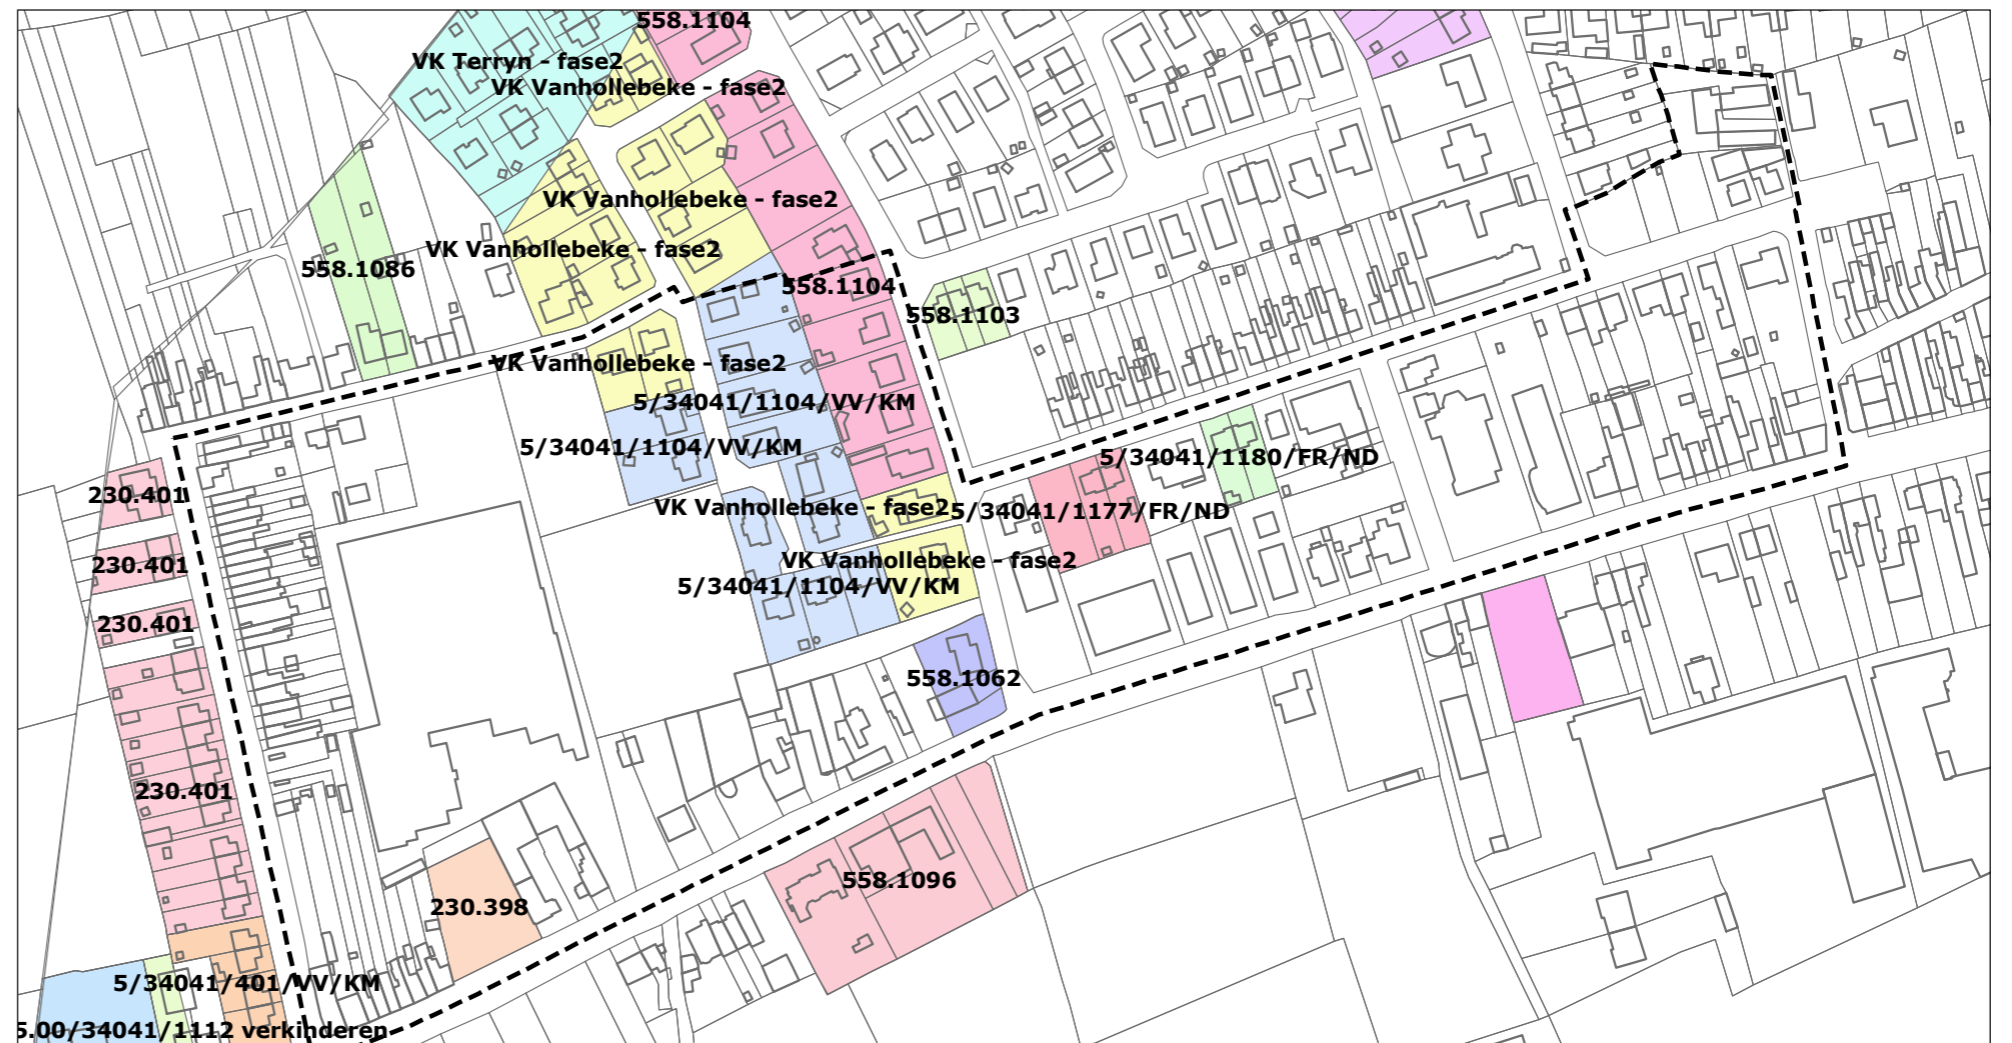 558.1104
VK Terryn - fase2
VK Vanhollebeke - fase2
VK Vanhollebeke - fase2
VK Vanhollebeke - fase2
558.1086
558.1104
558.1103
VK Vanhollebeke - fase2
5/34041/1104/VV/KM
5/34041/1104/VV/KM
5/34041/1180/FR/ND
230.401
VK Vanhollebeke - fase2
5/34041/1177/FR/ND
VK Vanhollebeke - fase2
230.401
5/34041/1104/VV/KM
230.401
558.1062
230.401
558.1096
230.398
5/34041/401/VV/KM
5.00/34041/1112 verkinderen